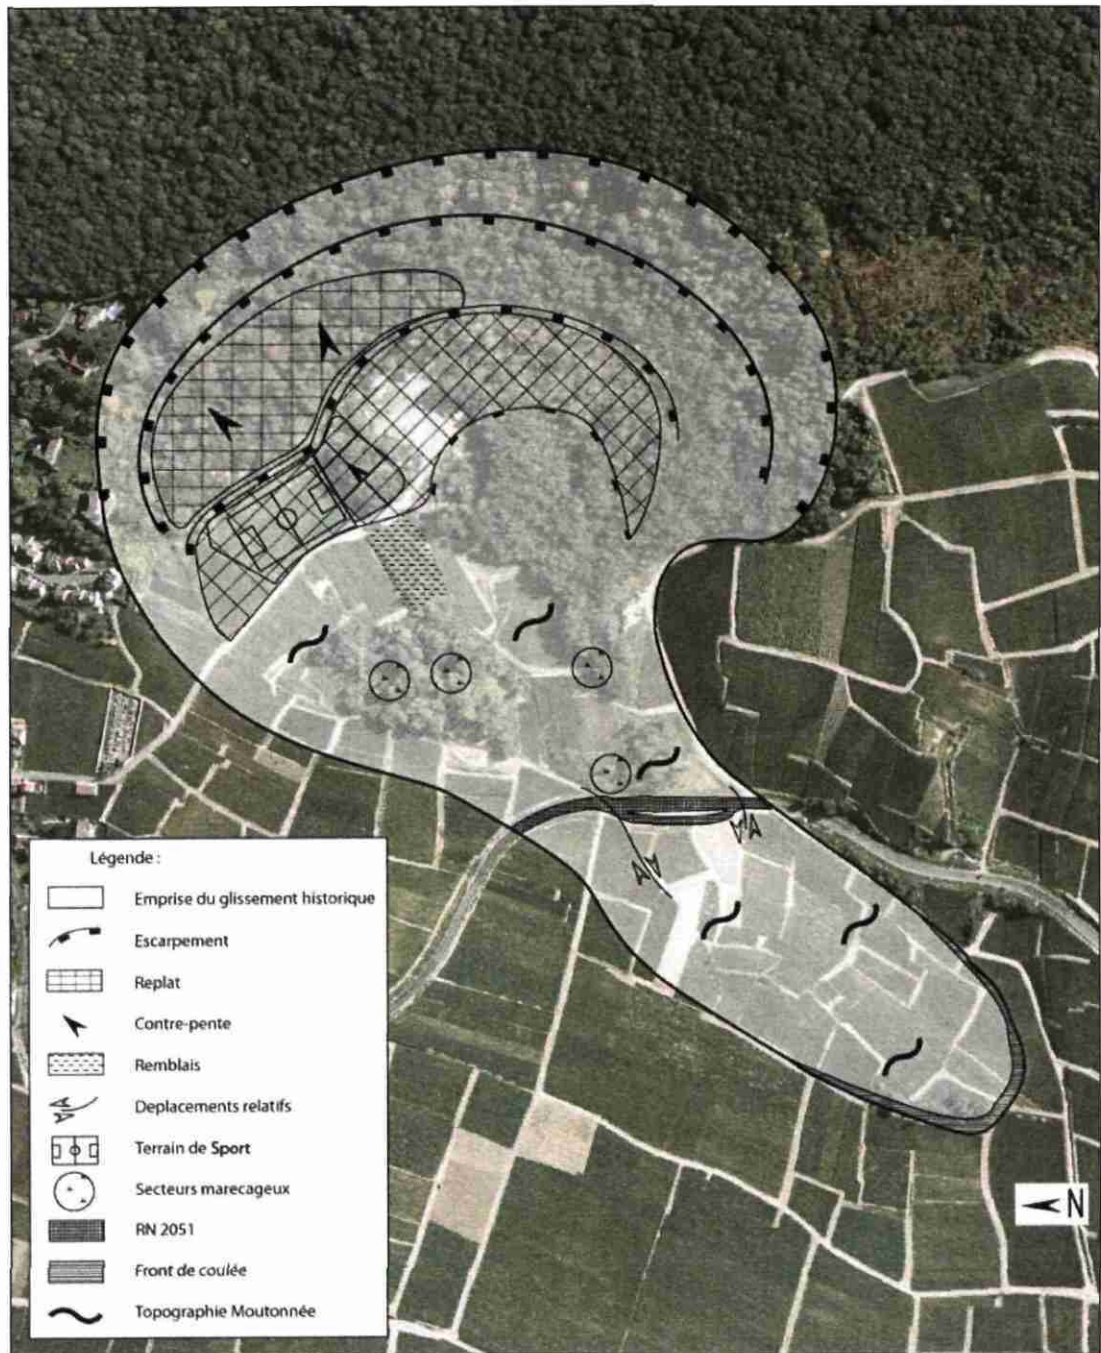 Légende :
Emprise du glissement historique
Escarpement
Replat
Contre-pente
Remblais
Deplacements relatifs
Terrain de Sport
Secteurs marecageux
RN 2051
Front de coulée
Topographie Moutonnée
N